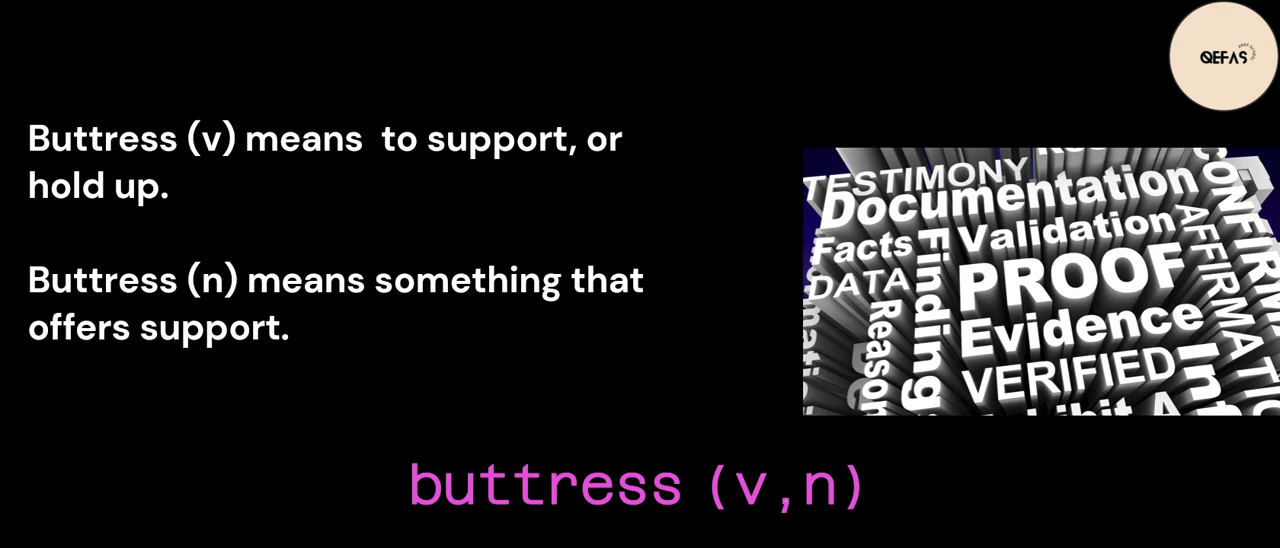 QEFAS
Buttress (v) means  to support, or
hold up.
Buttress (n) means something that
offers support.
TESTIMONY
Documentation
Facts
Validation
DATA
PROOF
Reason
Evidence
VERIFIED
buttress (v,n)